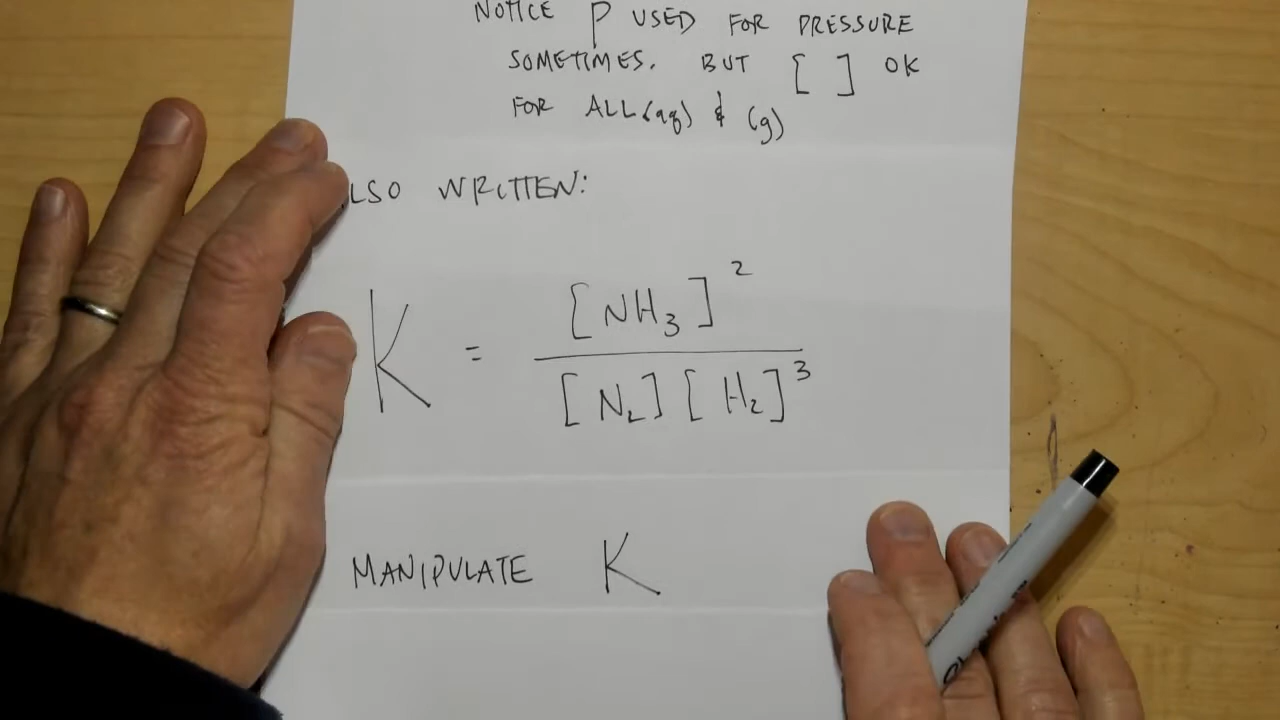 NOTICE P USED FOR PRESSURE
SOMETIMES. BUT [ ] OK
FOR ALL (aq) & (g)
LSO WRITTEN:
K = [NH₃]² / [N₂][H₂]³
MANIPULATE K